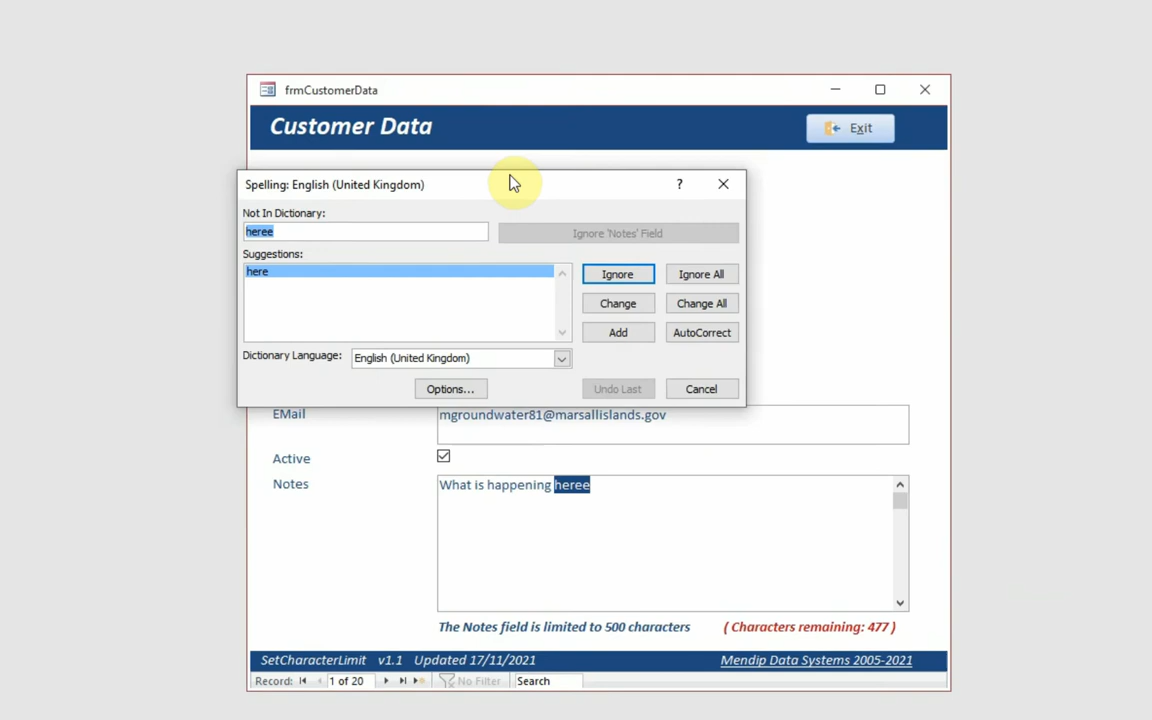 frmCustomerData
Customer Data
Exit
Spelling: English (United Kingdom)
?
Not In Dictionary:
heree
Ignore 'Notes' Field
Suggestions:
here
Ignore
Ignore All
Change
Change All
Add
AutoCorrect
Dictionary Language:
English (United Kingdom)
Options...
Undo Last
Cancel
EMail
mgroundwater81@marsallislands.gov
Active
Notes
What is happening heree
The Notes field is limited to 500 characters
( Characters remaining: 477 )
SetCharacterLimit v1.1 Updated 17/11/2021
Mendip Data Systems 2005-2021
Record:
1 of 20
No Filter
Search